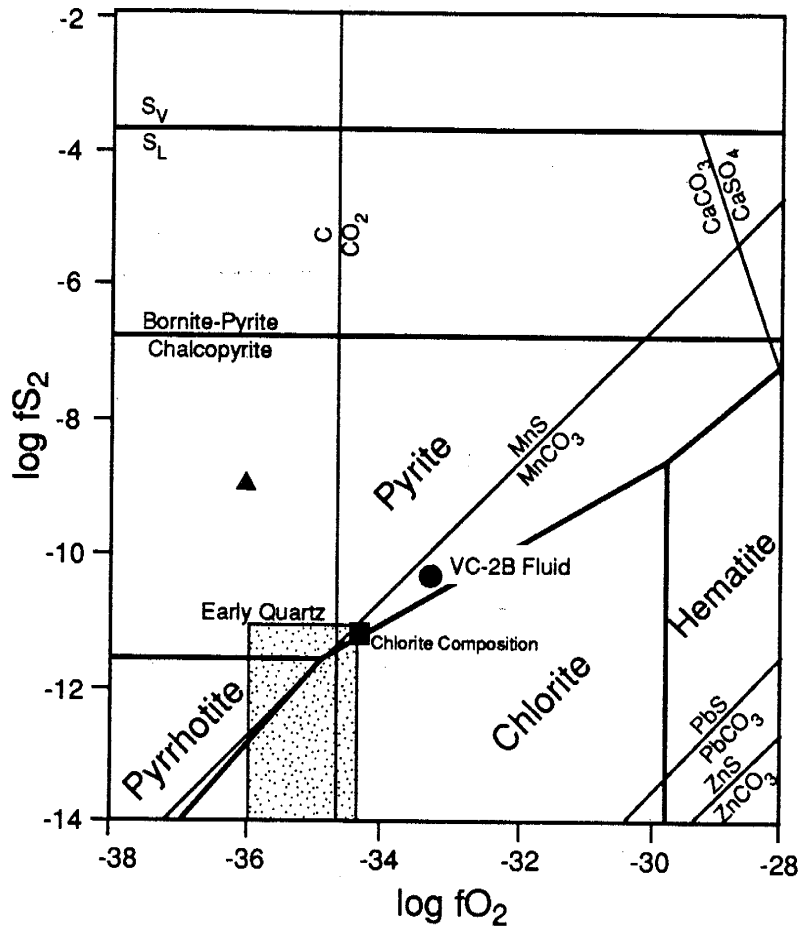 -2
S_V
S_L
-4
CaCO3
CaSO4
C
CO2
-6
Bornite-Pyrite
Chalcopyrite
log fS2
-8
MnS
MnCO3
Pyrite
-10
VC-2B Fluid
Hematite
Early Quartz
Chlorite Composition
-12
Pyrrhotite
Chlorite
PbS
PbCO3
ZnS
ZnCO3
-14
-38
-36
-34
-32
-30
-28
log fO2